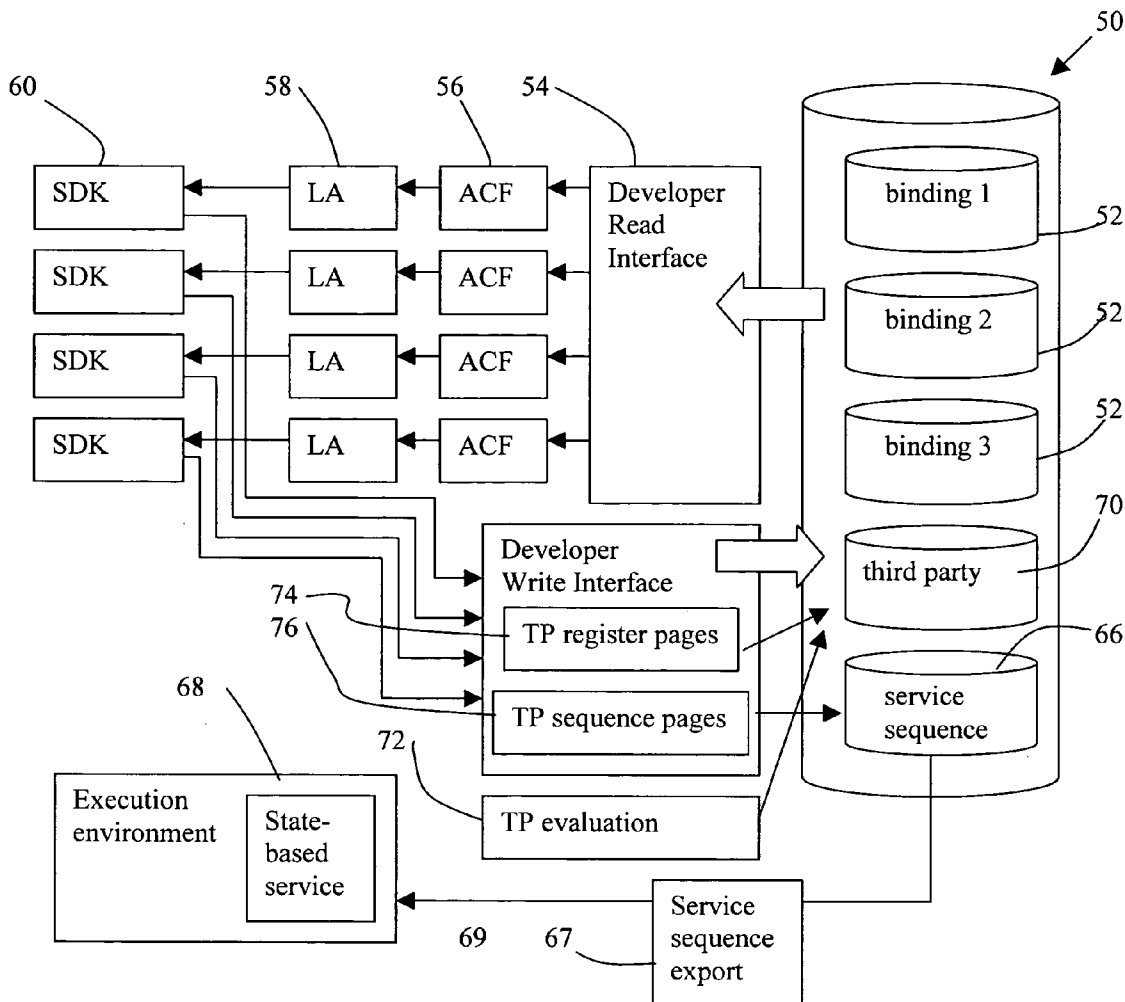 50
60
58
56
54
SDK
LA
ACF
Developer
Read
Interface
binding 1
52
SDK
LA
ACF
binding 2
52
SDK
LA
ACF
SDK
LA
ACF
binding 3
52
70
Developer
Write Interface
third party
74
TP register pages
76
66
68
TP sequence pages
service
sequence
72
Execution
environment
State-
based
service
TP evaluation
69
67
Service
sequence
export